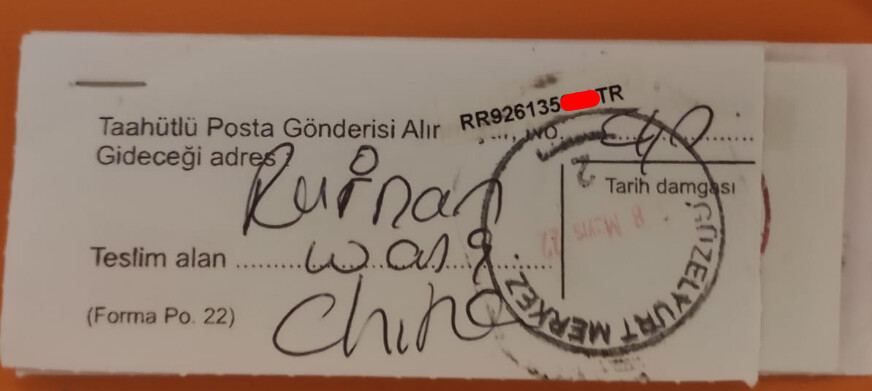 RR926135 TR
Taahütlü Posta Gönderisi Alır
Gideceği adres :
Ruinan
Tarih damgası
Teslim alan .......... wang
China
(Forma Po. 22)
GÜZELYURT MERKEZ
2